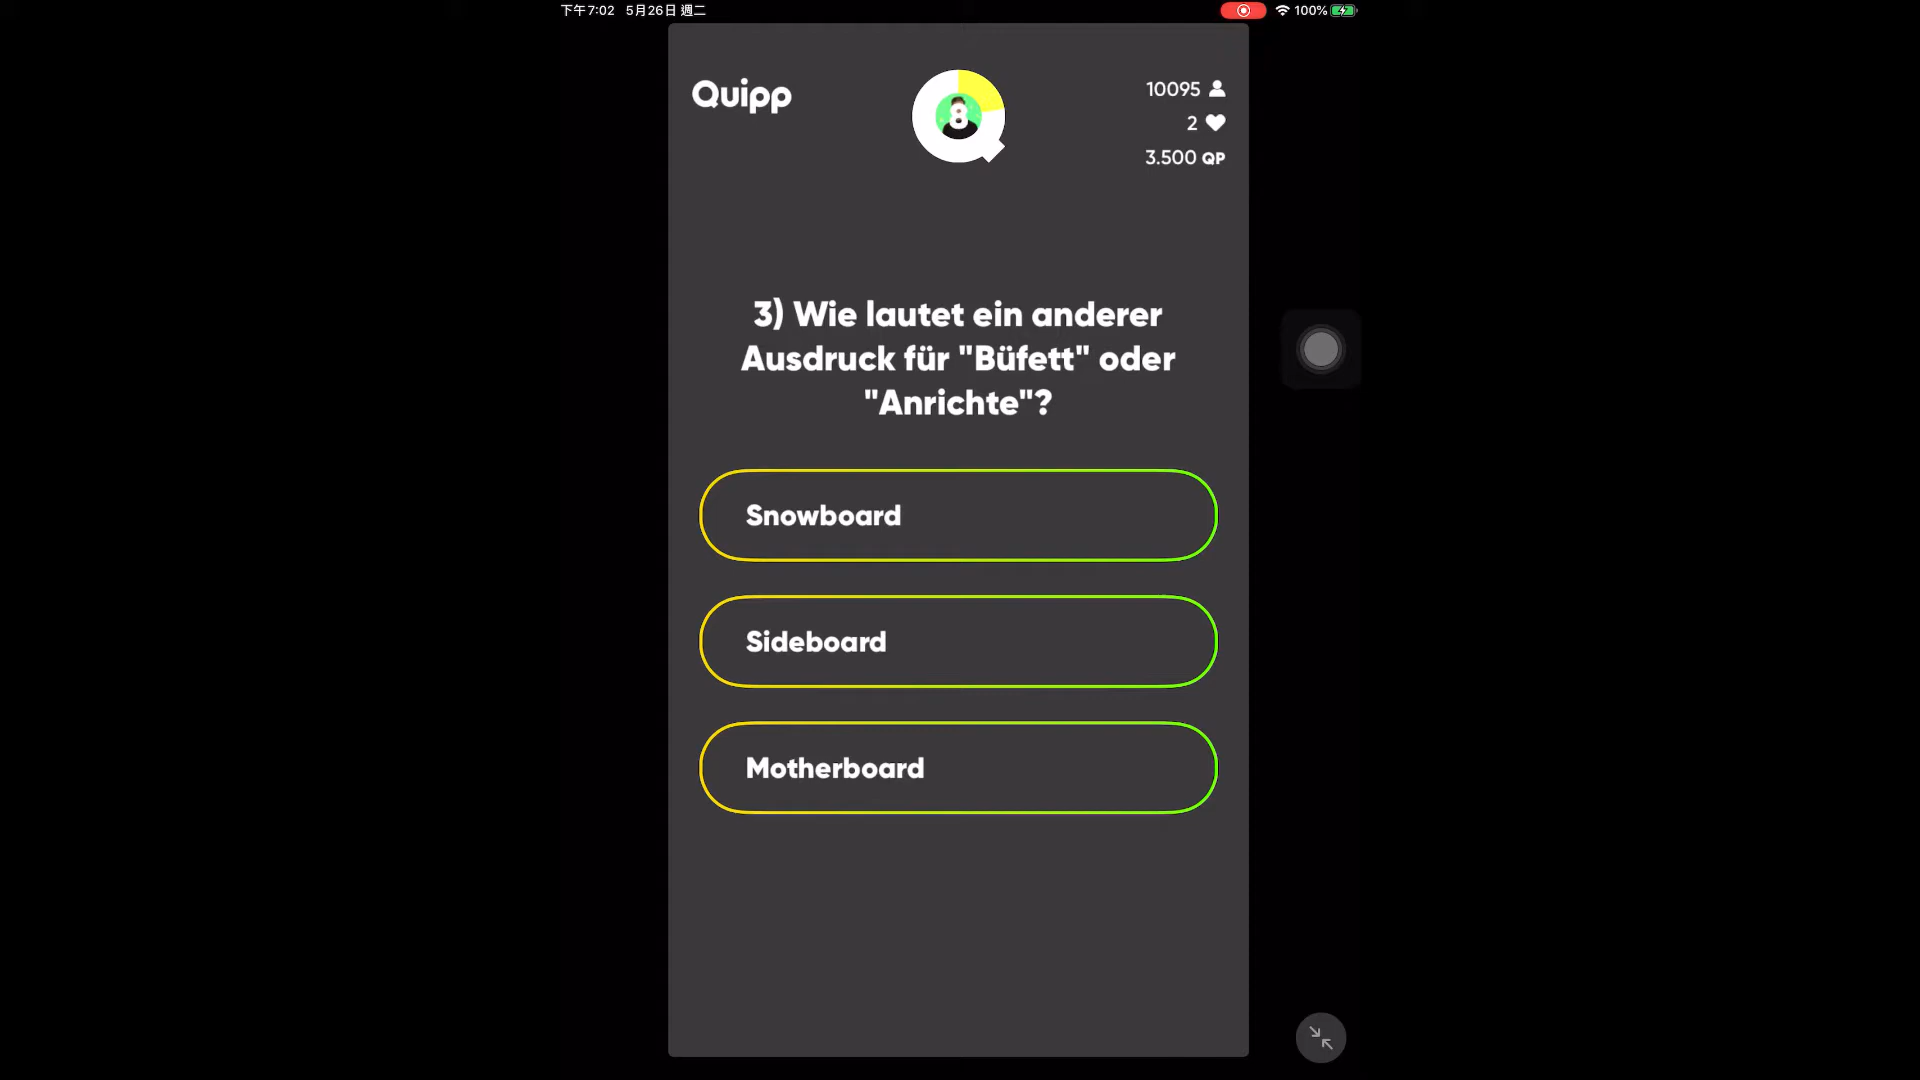 下午7:02 5月26日 週二
100%
Quipp
8
10095
2
3.500 QP
3) Wie lautet ein anderer
Ausdruck für "Büfett" oder
"Anrichte"?
Snowboard
Sideboard
Motherboard